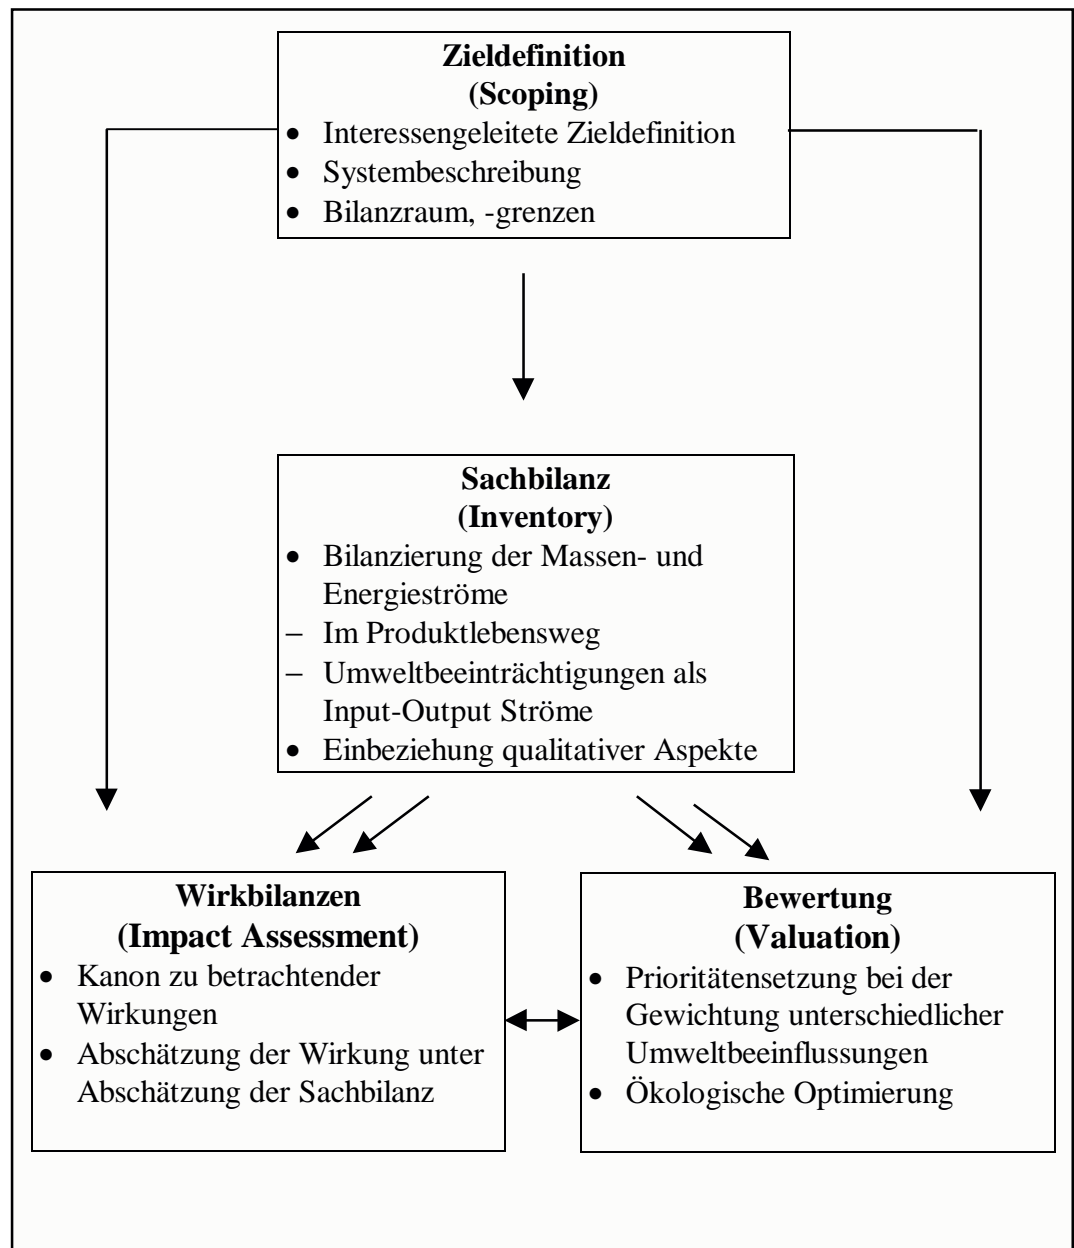 Zieldefinition
(Scoping)
• Interessengeleitete Zieldefinition
• Systembeschreibung
• Bilanzraum, -grenzen
Sachbilanz
(Inventory)
• Bilanzierung der Massen- und
Energieströme
– Im Produktlebensweg
– Umweltbeeinträchtigungen als
Input-Output Ströme
• Einbeziehung qualitativer Aspekte
Wirkbilanzen
(Impact Assessment)
• Kanon zu betrachtender
Wirkungen
• Abschätzung der Wirkung unter
Abschätzung der Sachbilanz
Bewertung
(Valuation)
• Prioritätensetzung bei der
Gewichtung unterschiedlicher
Umweltbeeinflussungen
• Ökologische Optimierung